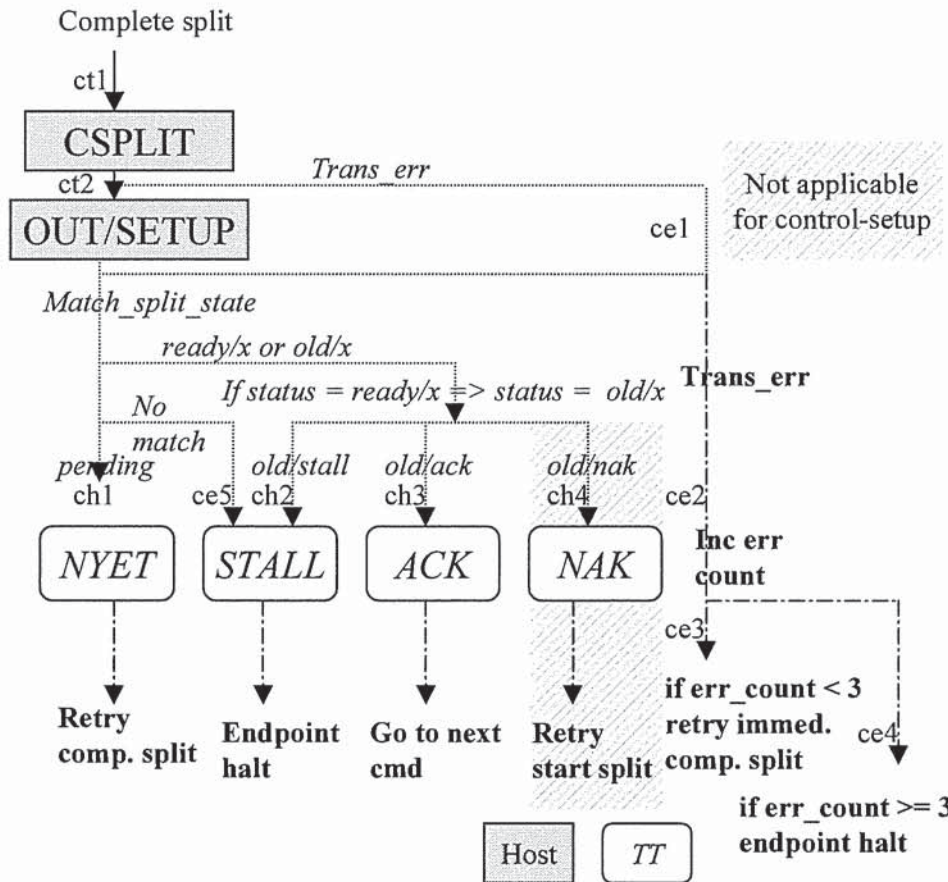 Complete split
ct1
CSPLIT
ct2
Trans_err
Not applicable
for control-setup
OUT/SETUP
ce1
Match_split_state
ready/x or old/x
Trans_err
If status = ready/x => status = old/x
No
match
pending
old/stall
old/ack
old/nak
ch1
ce5
ch2
ch3
ch4
ce2
NYET
STALL
ACK
NAK
Inc err
count
ce3
Retry
comp. split
Endpoint
halt
Go to next
cmd
Retry
start split
if err_count < 3
retry immed.
comp. split
ce4
if err_count >= 3
endpoint halt
Host
TT